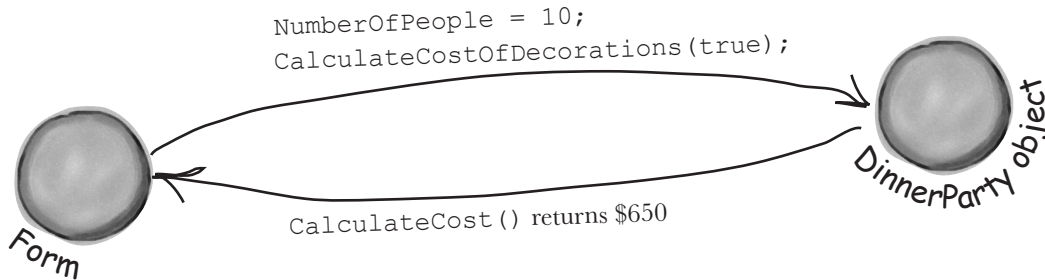 NumberOfPeople = 10;
CalculateCostOfDecorations(true);
DinnerParty object
CalculateCost() returns $650
Form